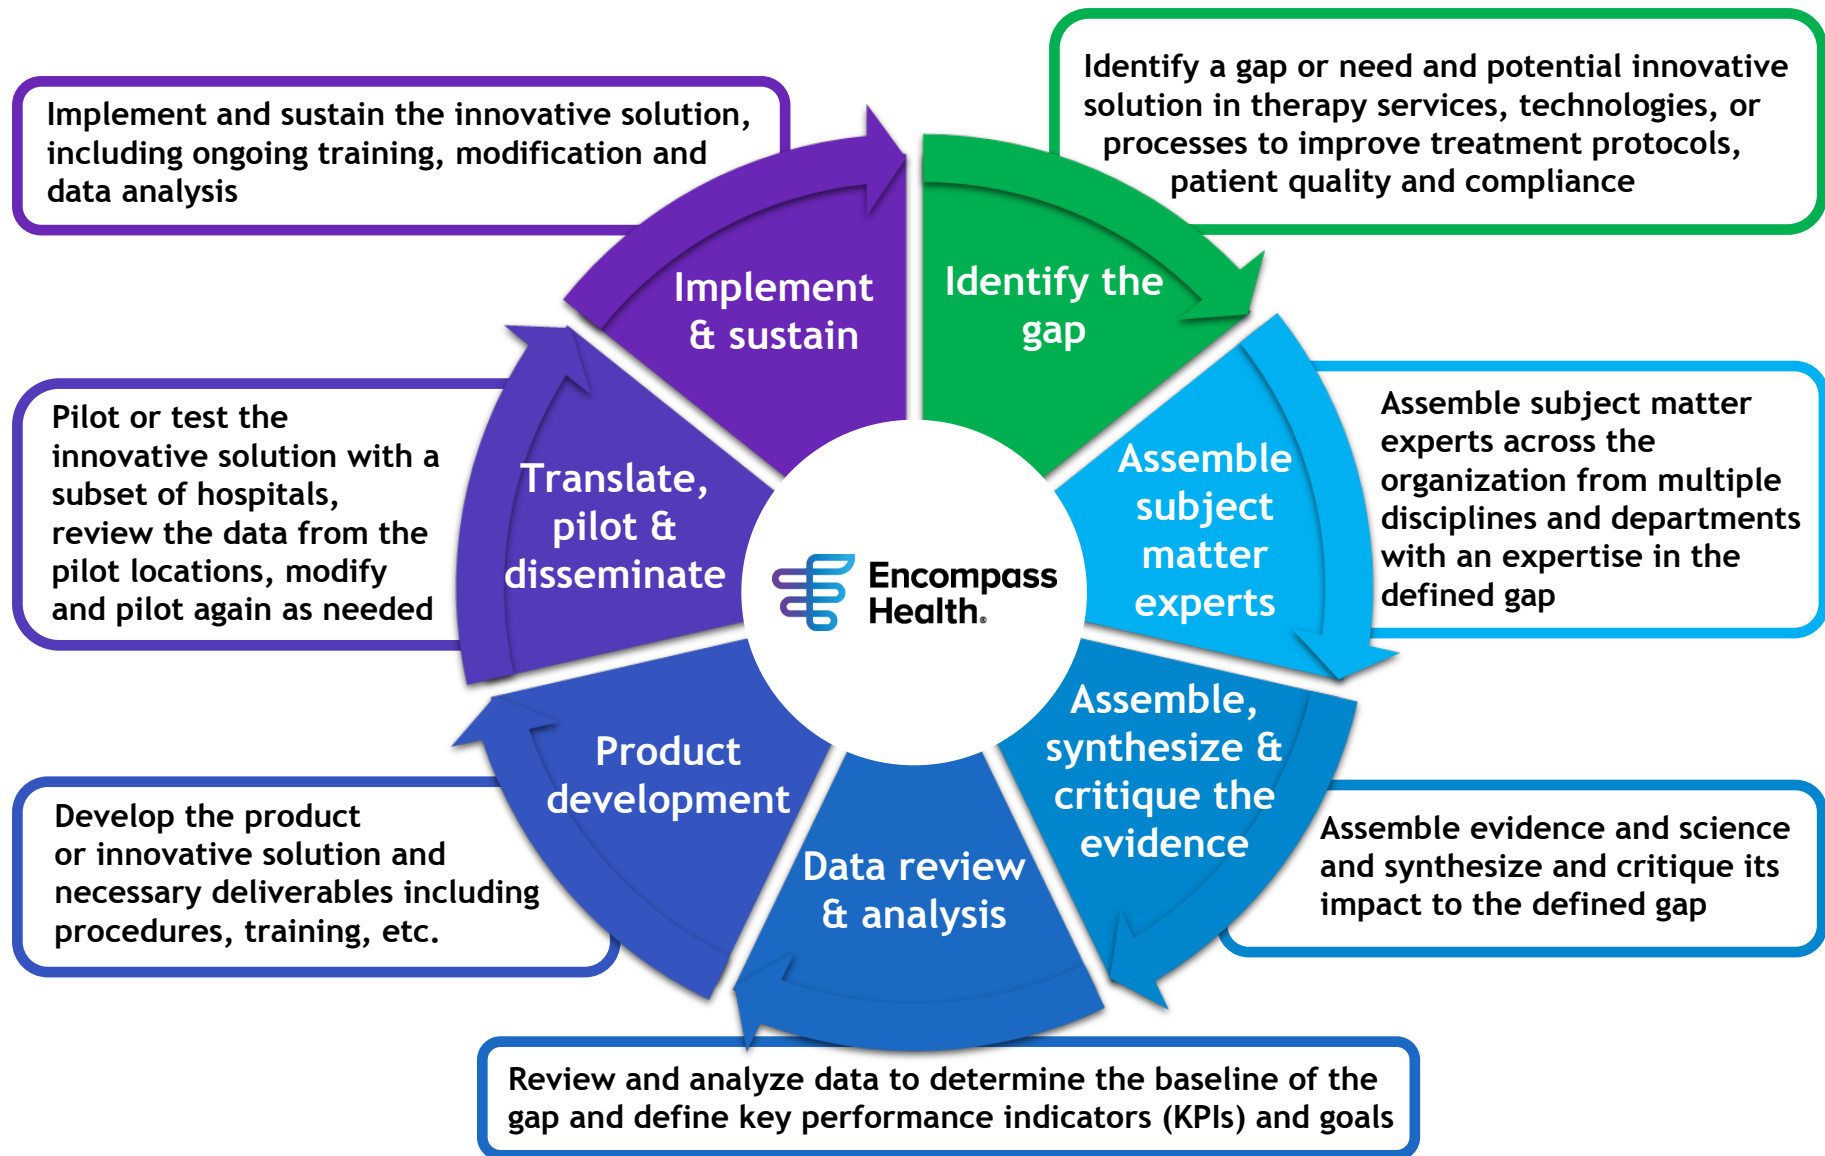 Identify a gap or need and potential innovative
solution in therapy services, technologies, or
processes to improve treatment protocols,
patient quality and compliance
Identify the
gap
Assemble subject matter
experts across the
organization from multiple
disciplines and departments
with an expertise in the
defined gap
Assemble
subject
matter
experts
Assemble evidence and science
and synthesize and critique its
impact to the defined gap
Assemble,
synthesize &
critique the
evidence
Review and analyze data to determine the baseline of the
gap and define key performance indicators (KPIs) and goals
Data review
& analysis
Develop the product
or innovative solution and
necessary deliverables including
procedures, training, etc.
Product
development
Pilot or test the
innovative solution with a
subset of hospitals,
review the data from the
pilot locations, modify
and pilot again as needed
Translate,
pilot &
disseminate
Implement and sustain the innovative solution,
including ongoing training, modification and
data analysis
Implement
& sustain
Encompass
Health®